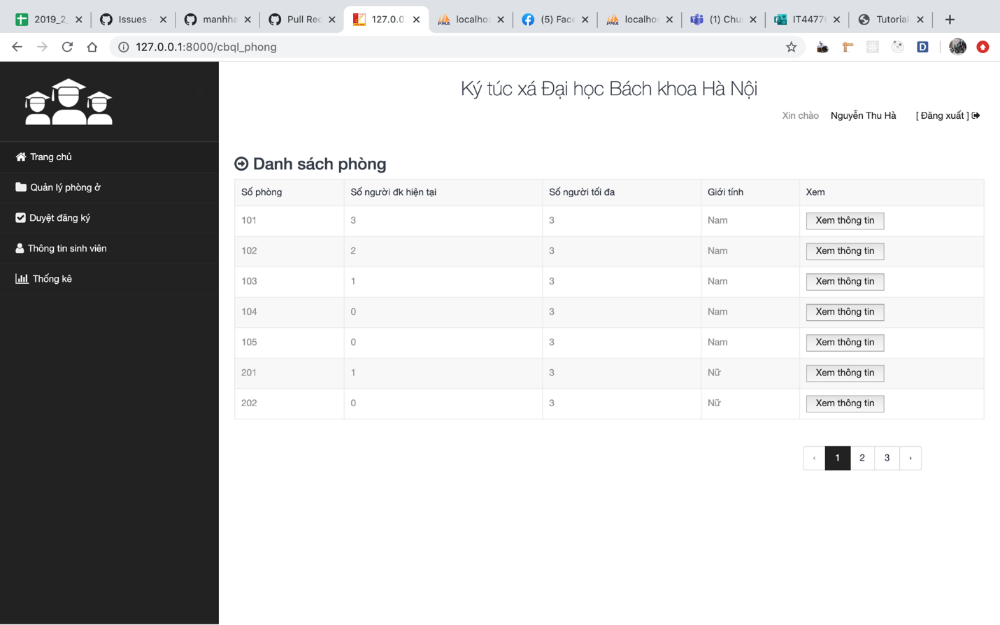 2019_2_
Issues ·
manhha
Pull Rec
127.0.0.
localhos
(5) Face
localhos
(1) Chu
IT4477(
Tutorial
127.0.0.1:8000/cbql_phong
Ký túc xá Đại học Bách khoa Hà Nội
Xin chào Nguyễn Thu Hà [ Đăng xuất ]
Trang chủ
Quản lý phòng ở
Duyệt đăng ký
Thông tin sinh viên
Thống kê
Danh sách phòng
Số phòng Số người đk hiện tại Số người tối đa Giới tính Xem
101 3 3 Nam Xem thông tin
102 2 3 Nam Xem thông tin
103 1 3 Nam Xem thông tin
104 0 3 Nam Xem thông tin
105 0 3 Nam Xem thông tin
201 1 3 Nữ Xem thông tin
202 0 3 Nữ Xem thông tin
‹ 1 2 3 ›